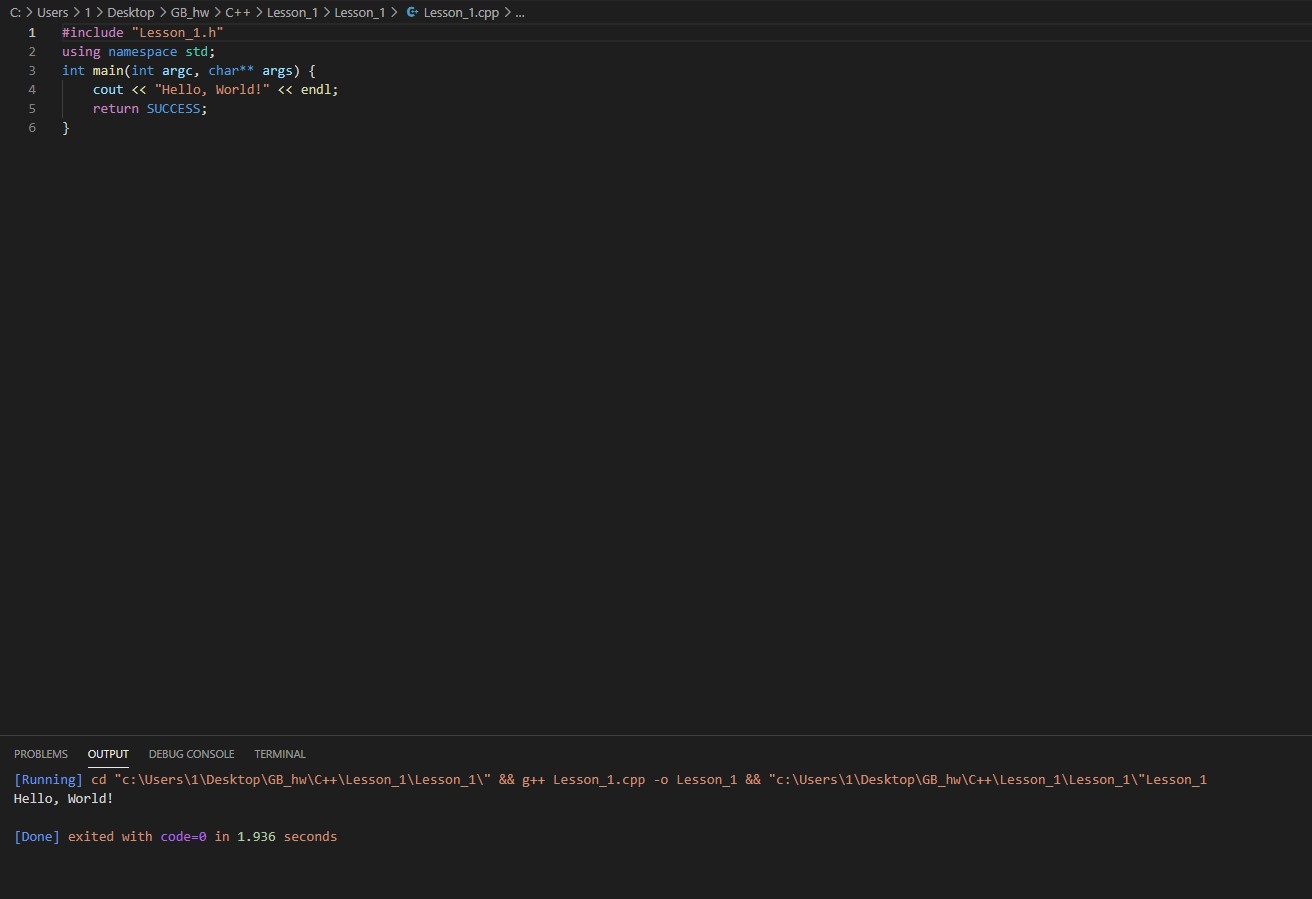 C: > Users > 1 > Desktop > GB_hw > C++ > Lesson_1 > Lesson_1 > Lesson_1.cpp > ...
1 #include "Lesson_1.h"
2 using namespace std;
3 int main(int argc, char** args) {
4     cout << "Hello, World!" << endl;
5     return SUCCESS;
6 }
PROBLEMS OUTPUT DEBUG CONSOLE TERMINAL
[Running] cd "c:\Users\1\Desktop\GB_hw\C++\Lesson_1\Lesson_1\" && g++ Lesson_1.cpp -o Lesson_1 && "c:\Users\1\Desktop\GB_hw\C++\Lesson_1\Lesson_1\"Lesson_1
Hello, World!
[Done] exited with code=0 in 1.936 seconds